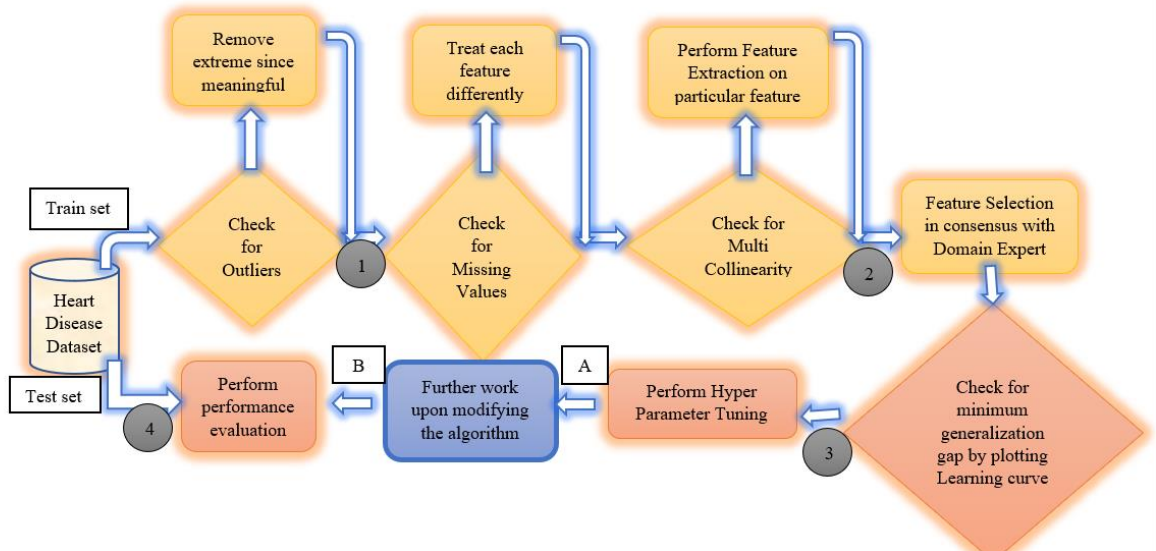 Remove
extreme since
meaningful
Treat each
feature
differently
Perform Feature
Extraction on
particular feature
Train set
Check
for
Outliers
1
Check
for
Missing
Values
Check for
Multi
Collinearity
2
Feature Selection
in consensus with
Domain Expert
Heart
Disease
Dataset
Test set
4
Perform
performance
evaluation
B
Further work
upon modifying
the algorithm
A
Perform Hyper
Parameter Tuning
3
Check for
minimum
generalization
gap by plotting
Learning curve